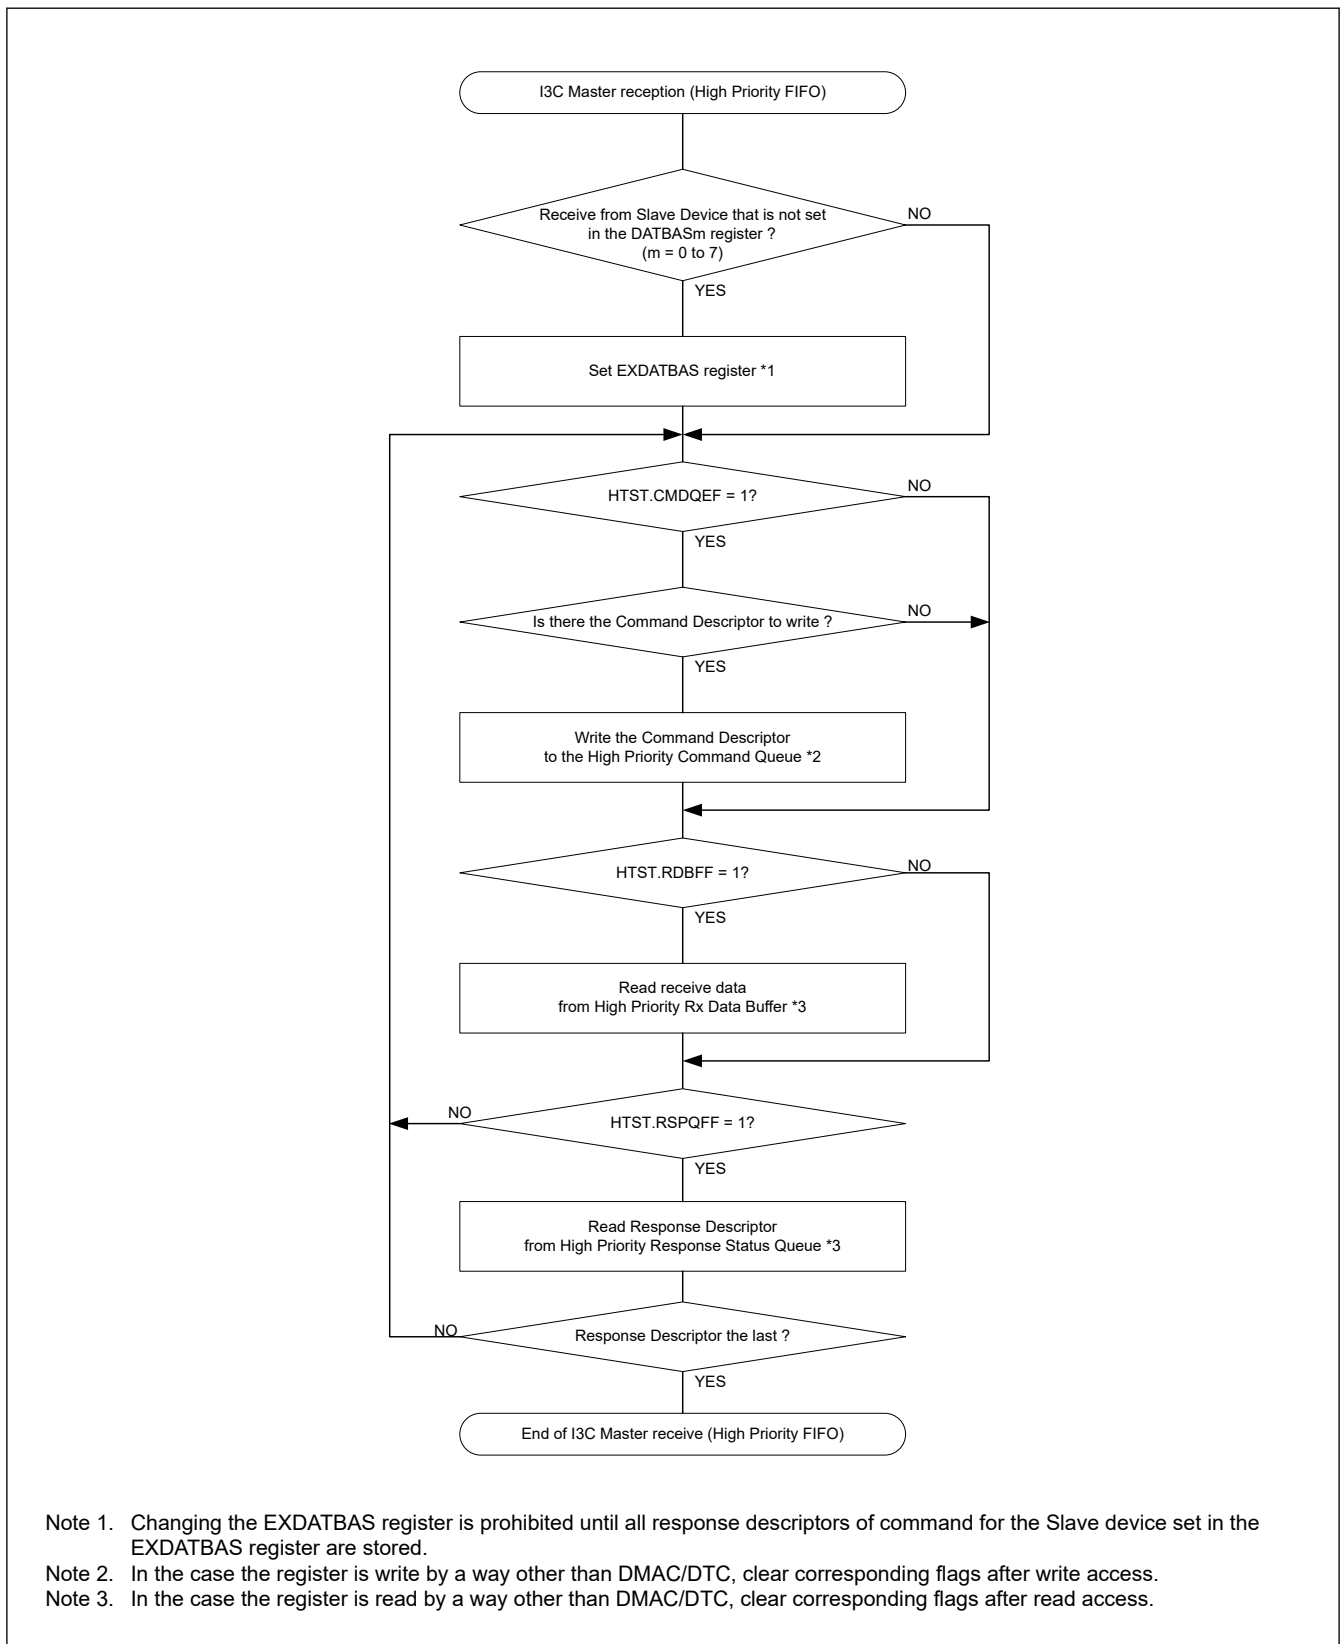 I3C Master reception (High Priority FIFO)
Receive from Slave Device that is not set
in the DATBASm register ?
(m = 0 to 7)
NO
YES
Set EXDATBAS register *1
HTST.CMDQEF = 1?
NO
YES
Is there the Command Descriptor to write ?
NO
YES
Write the Command Descriptor
to the High Priority Command Queue *2
HTST.RDBFF = 1?
NO
YES
Read receive data
from High Priority Rx Data Buffer *3
NO
HTST.RSPQFF = 1?
YES
Read Response Descriptor
from High Priority Response Status Queue *3
NO
Response Descriptor the last ?
YES
End of I3C Master receive (High Priority FIFO)
Note 1. Changing the EXDATBAS register is prohibited until all response descriptors of command for the Slave device set in the
EXDATBAS register are stored.
Note 2. In the case the register is write by a way other than DMAC/DTC, clear corresponding flags after write access.
Note 3. In the case the register is read by a way other than DMAC/DTC, clear corresponding flags after read access.